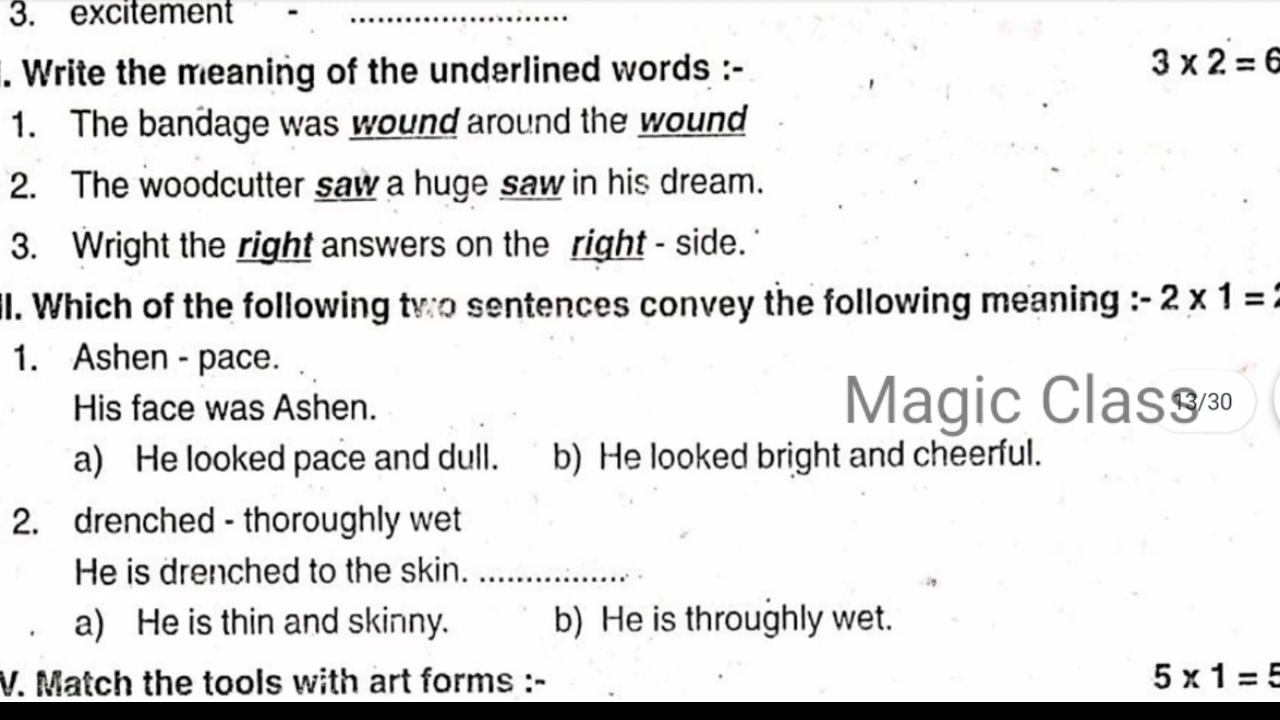 3. excitement - ........................
I. Write the meaning of the underlined words :- 3 x 2 = 6
1. The bandage was wound around the wound
2. The woodcutter saw a huge saw in his dream.
3. Wright the right answers on the right - side.
II. Which of the following two sentences convey the following meaning :- 2 x 1 = 2
1. Ashen - pace.
His face was Ashen.
Magic Class
13/30
a) He looked pace and dull. b) He looked bright and cheerful.
2. drenched - thoroughly wet
He is drenched to the skin. ................
a) He is thin and skinny. b) He is throughly wet.
V. Match the tools with art forms :- 5 x 1 = 5